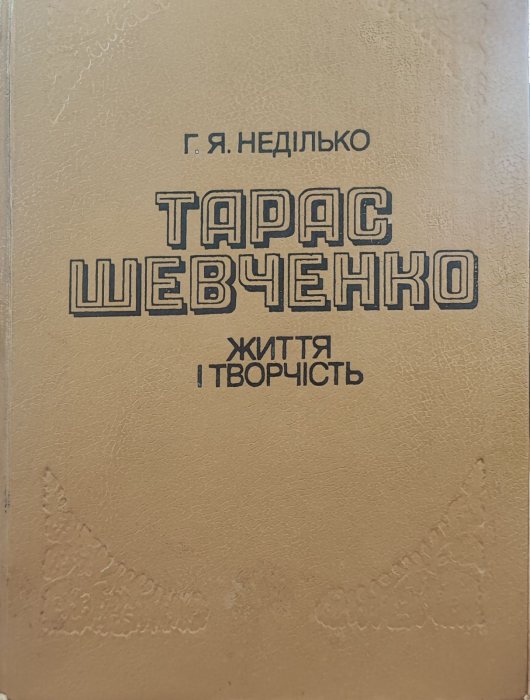 Г. Я. НЕДІЛЬКО
ТАРАС
ШЕВЧЕНКО
ЖИТТЯ
І ТВОРЧІСТЬ